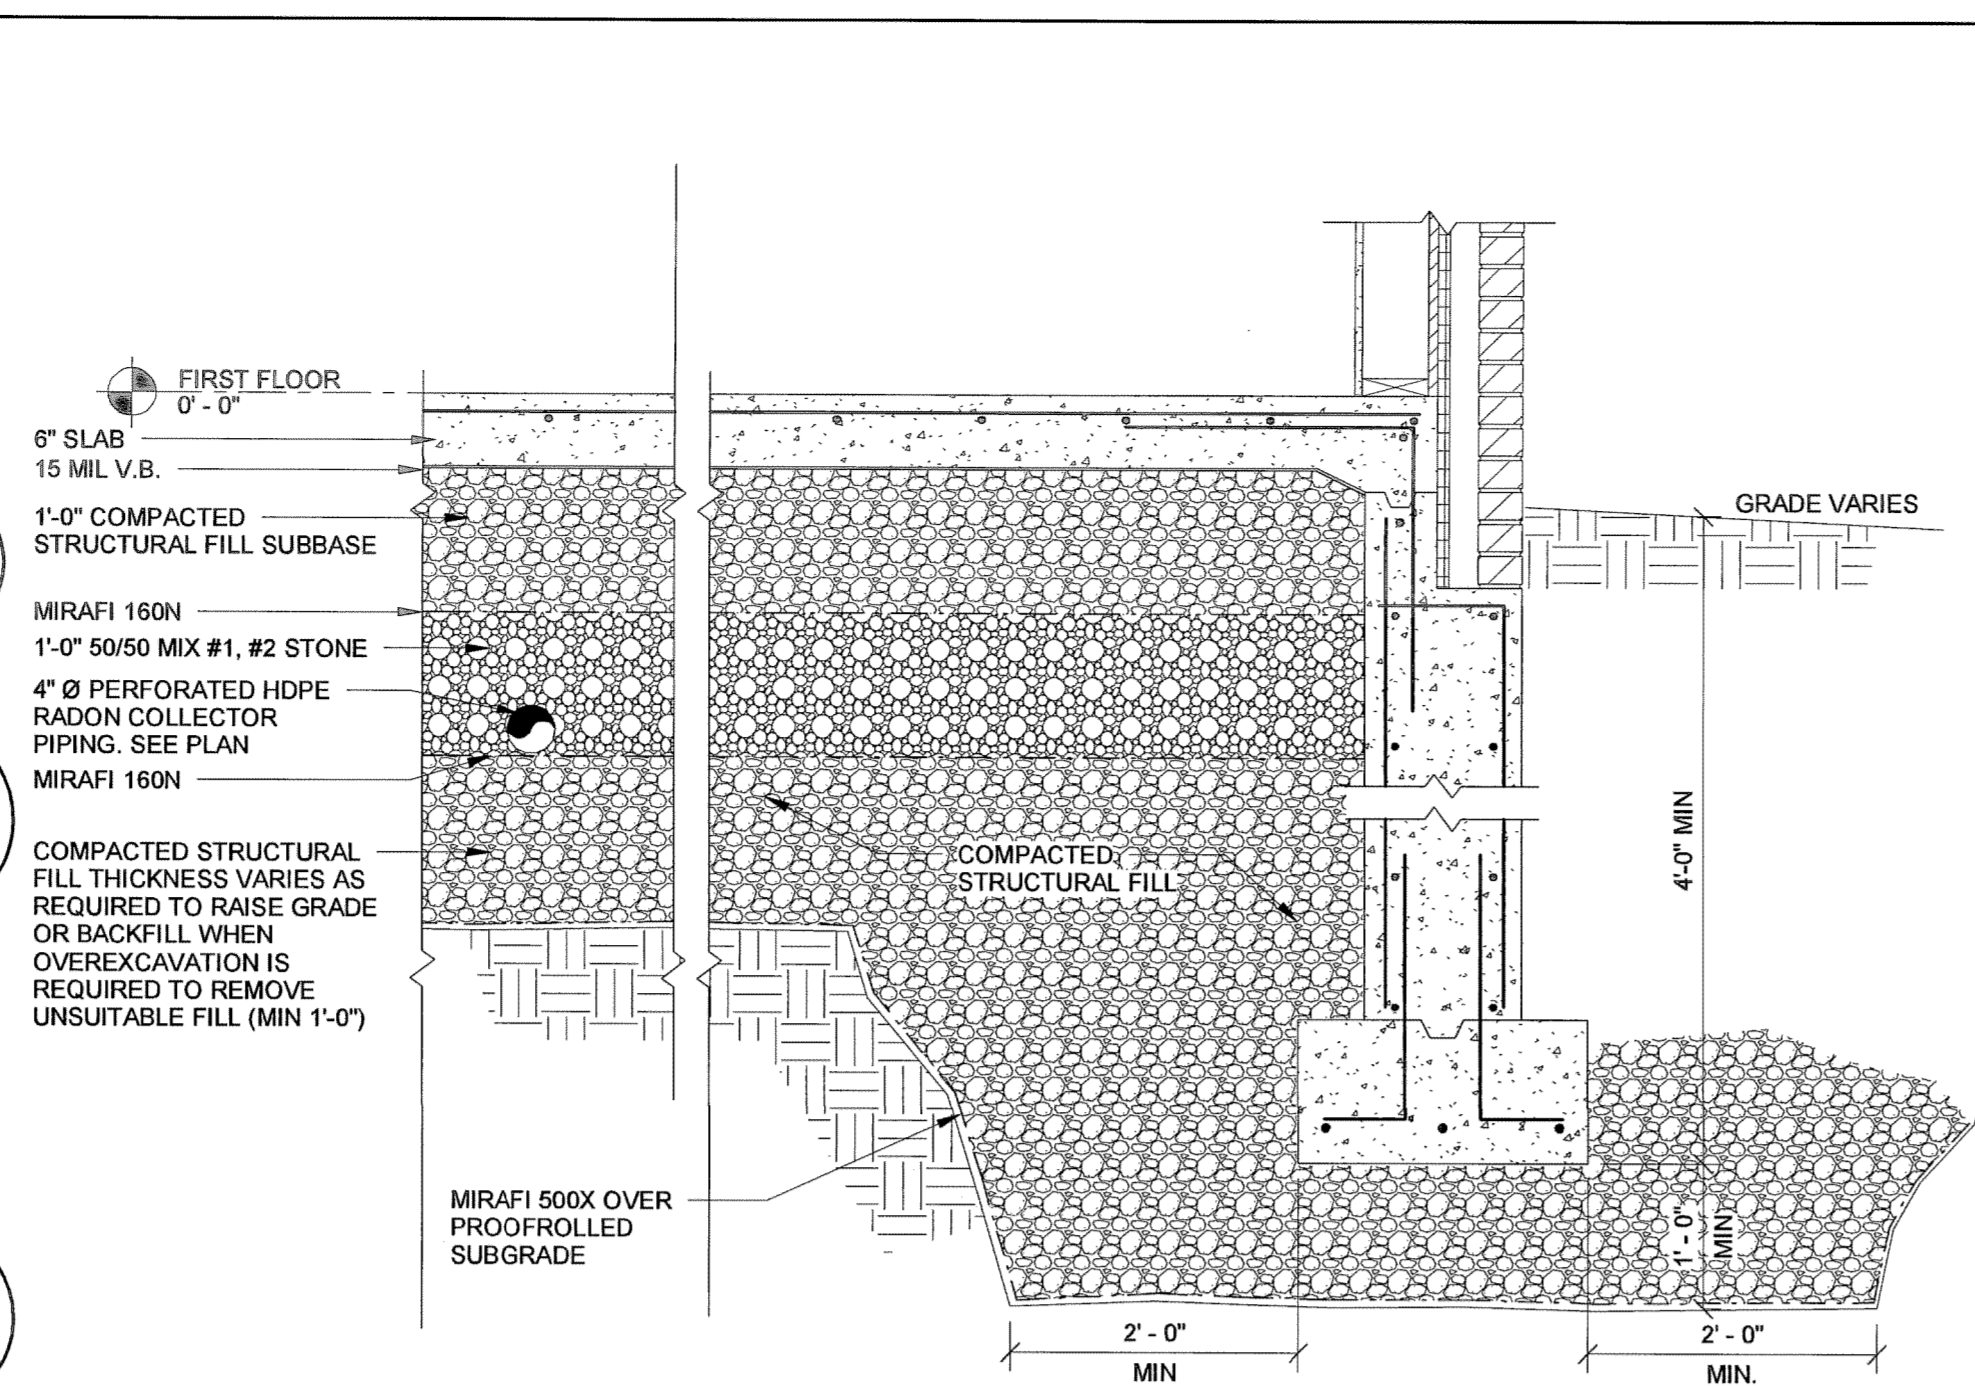 FIRST FLOOR
0' - 0"
6" SLAB
15 MIL V.B.
1'-0" COMPACTED
STRUCTURAL FILL SUBBASE
MIRAFI 160N
1'-0" 50/50 MIX #1, #2 STONE
4" Ø PERFORATED HDPE
RADON COLLECTOR
PIPING. SEE PLAN
MIRAFI 160N
COMPACTED STRUCTURAL
FILL THICKNESS VARIES AS
REQUIRED TO RAISE GRADE
OR BACKFILL WHEN
OVEREXCAVATION IS
REQUIRED TO REMOVE
UNSUITABLE FILL (MIN 1'-0")
COMPACTED
STRUCTURAL FILL
MIRAFI 500X OVER
PROOFROLLED
SUBGRADE
GRADE VARIES
4'-0" MIN
1' - 0"
MIN
2' - 0"
MIN
2' - 0"
MIN.